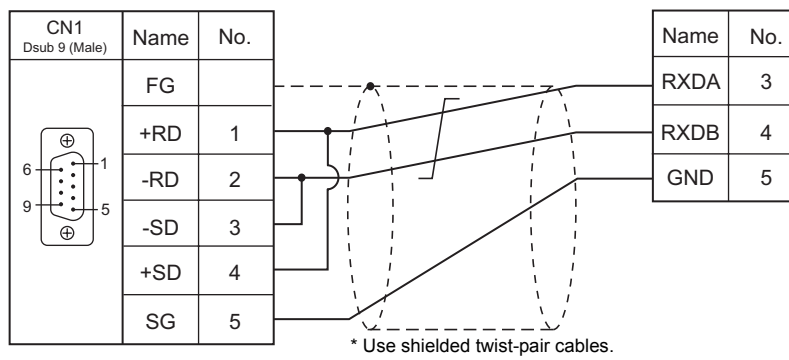 CN1
Dsub 9 (Male)
Name No.
FG
+RD 1
-RD 2
-SD 3
+SD 4
SG 5
1
6
9
5
Name No.
RXDA 3
RXDB 4
GND 5
* Use shielded twist-pair cables.